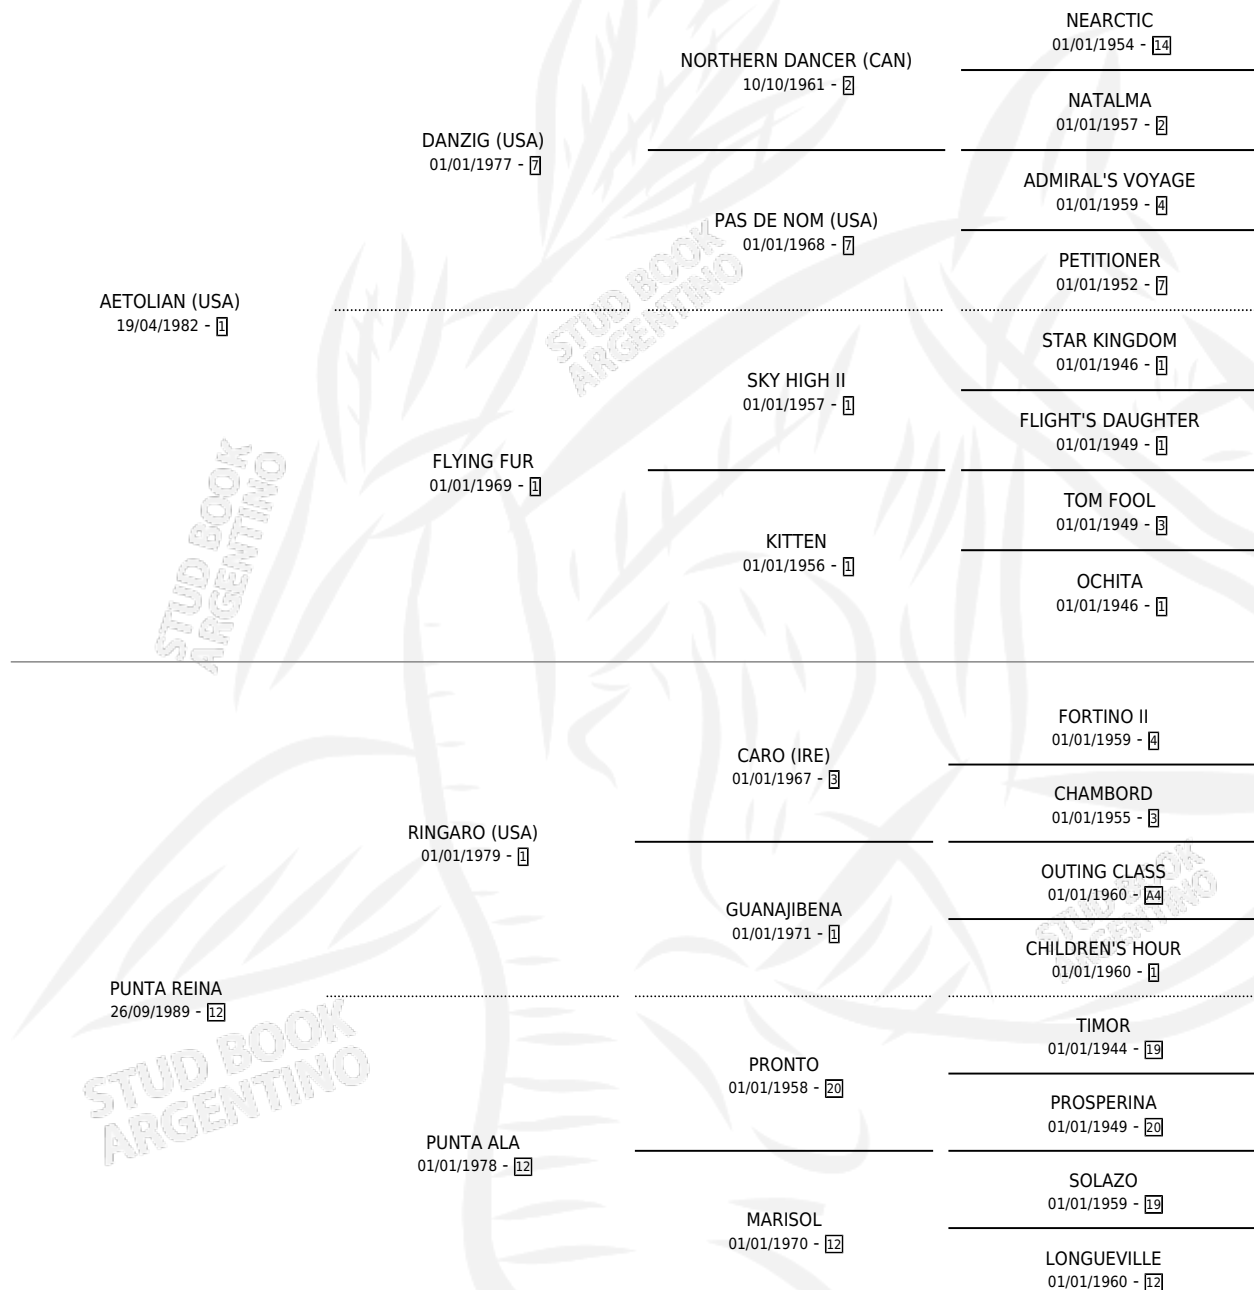 NEARCTIC
01/01/1954 - 14
NORTHERN DANCER (CAN)
10/10/1961 - 2
NATALMA
01/01/1957 - 2
DANZIG (USA)
01/01/1977 - 7
ADMIRAL'S VOYAGE
01/01/1959 - 4
PAS DE NOM (USA)
01/01/1968 - 7
PETITIONER
01/01/1952 - 7
AETOLIAN (USA)
19/04/1982 - 1
STAR KINGDOM
01/01/1946 - 1
SKY HIGH II
01/01/1957 - 1
FLIGHT'S DAUGHTER
01/01/1949 - 1
FLYING FUR
01/01/1969 - 1
TOM FOOL
01/01/1949 - 3
KITTEN
01/01/1956 - 1
OCHITA
01/01/1946 - 1
FORTINO II
01/01/1959 - 4
CARO (IRE)
01/01/1967 - 3
CHAMBORD
01/01/1955 - 3
RINGARO (USA)
01/01/1979 - 1
OUTING CLASS
01/01/1960 - A4
GUANAJIBENA
01/01/1971 - 1
CHILDREN'S HOUR
01/01/1960 - 1
PUNTA REINA
26/09/1989 - 12
TIMOR
01/01/1944 - 19
PRONTO
01/01/1958 - 20
PROSPERINA
01/01/1949 - 20
PUNTA ALA
01/01/1978 - 12
SOLAZO
01/01/1959 - 19
MARISOL
01/01/1970 - 12
LONGUEVILLE
01/01/1960 - 12
STUD BOOK
ARGENTINO
STUD BOOK
ARGENTINO
STUD BOOK
ARGENTINO
STUD BOOK
ARGENTINO